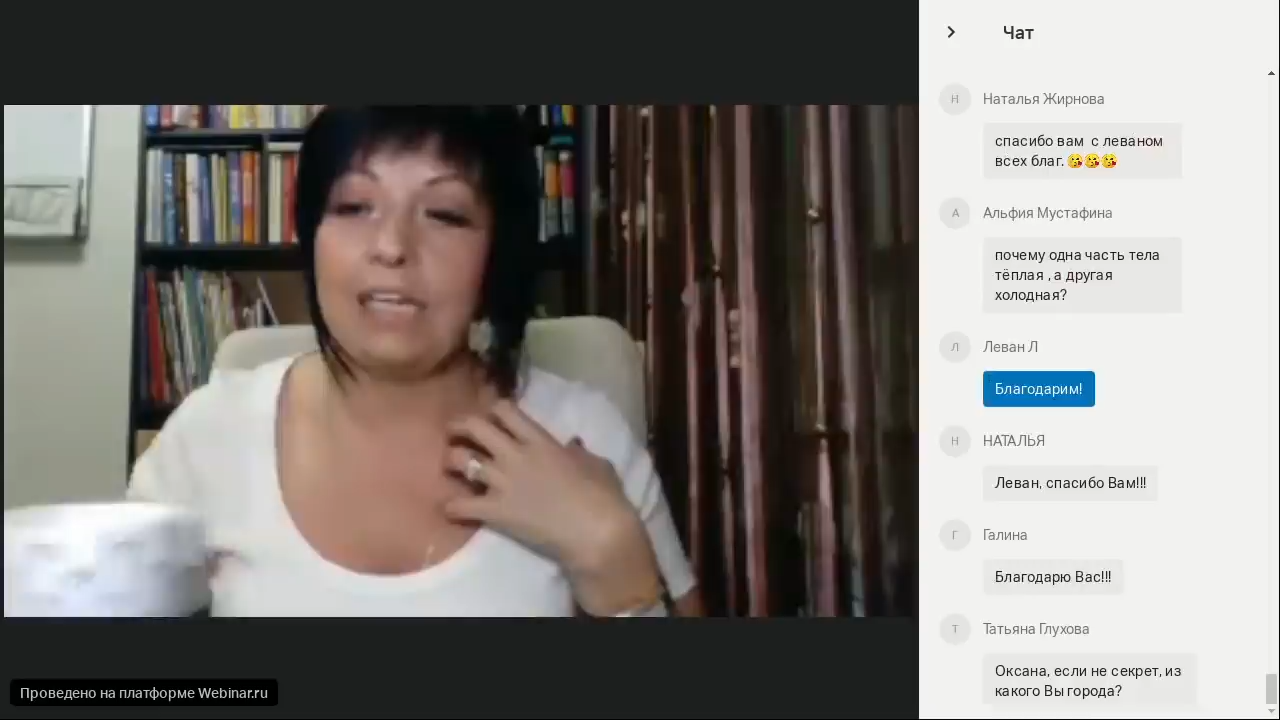 Чат
Н
Наталья Жирнова
спасибо вам с леваном
всех благ.😘😘😘
А
Альфия Мустафина
почему одна часть тела
тёплая , а другая
холодная?
Л
Леван Л
Благодарим!
Н
НАТАЛЬЯ
Леван, спасибо Вам!!!
Г
Галина
Благодарю Вас!!!
Т
Татьяна Глухова
Оксана, если не секрет, из
какого Вы города?
Проведено на платформе Webinar.ru